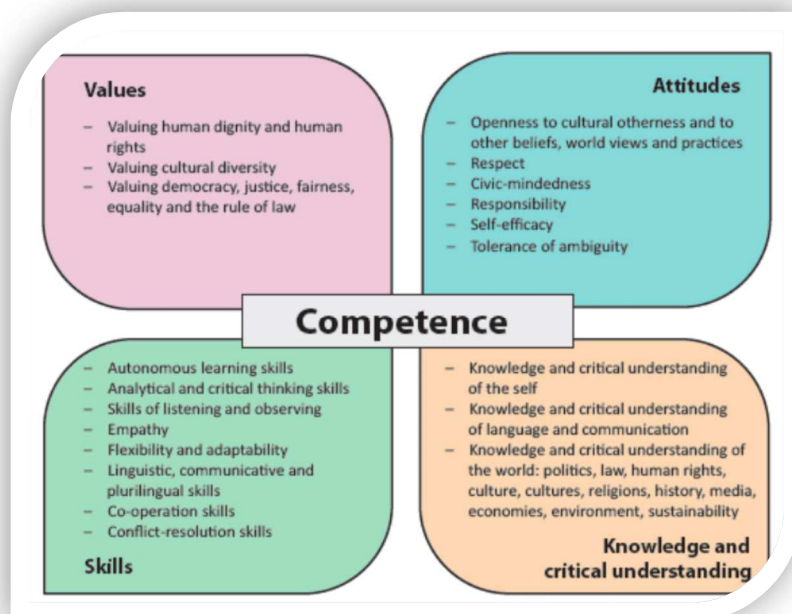 Values
– Valuing human dignity and human
rights
– Valuing cultural diversity
– Valuing democracy, justice, fairness,
equality and the rule of law
Attitudes
– Openness to cultural otherness and to
other beliefs, world views and practices
– Respect
– Civic-mindedness
– Responsibility
– Self-efficacy
– Tolerance of ambiguity
Competence
– Autonomous learning skills
– Analytical and critical thinking skills
– Skills of listening and observing
– Empathy
– Flexibility and adaptability
– Linguistic, communicative and
plurilingual skills
– Co-operation skills
– Conflict-resolution skills
Skills
– Knowledge and critical understanding
of the self
– Knowledge and critical understanding
of language and communication
– Knowledge and critical understanding of
the world: politics, law, human rights,
culture, cultures, religions, history, media,
economies, environment, sustainability
Knowledge and
critical understanding